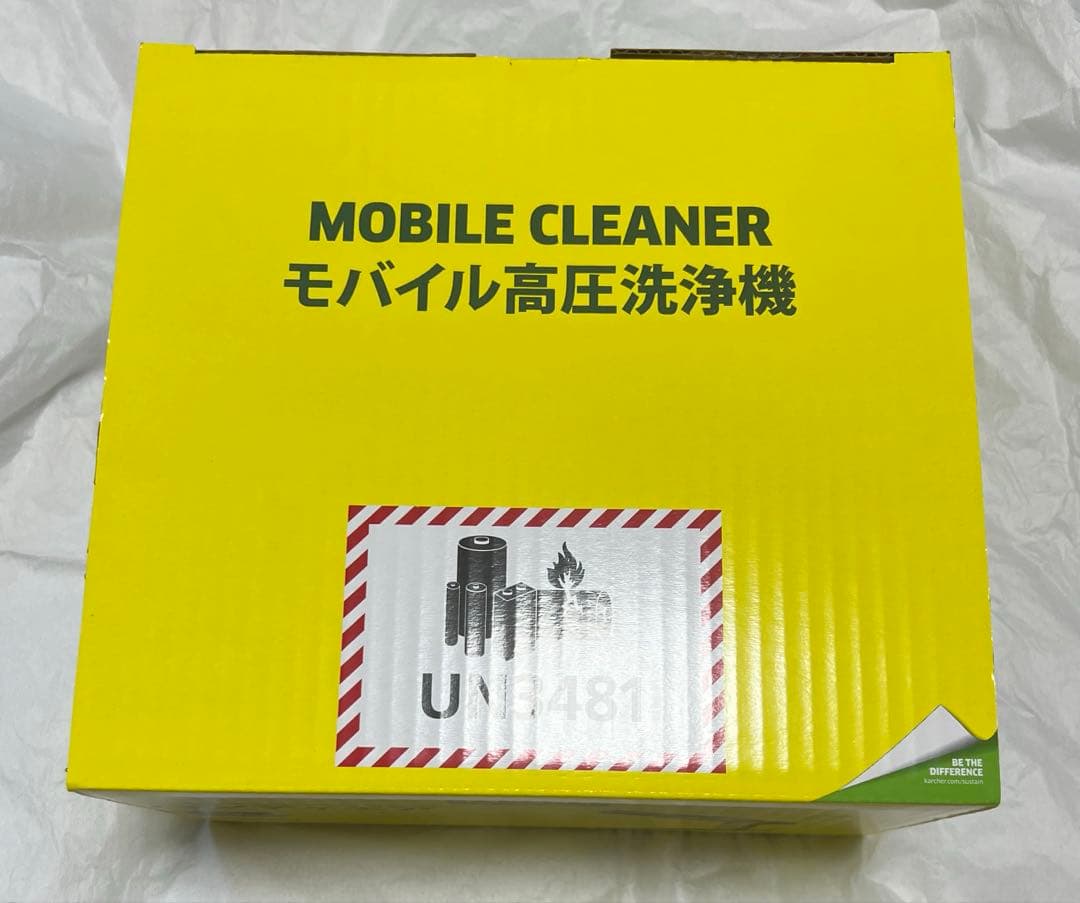 MOBILE CLEANER
モバイル高圧洗浄機
UN3481
BE THE
DIFFERENCE
karcher.com/sustain